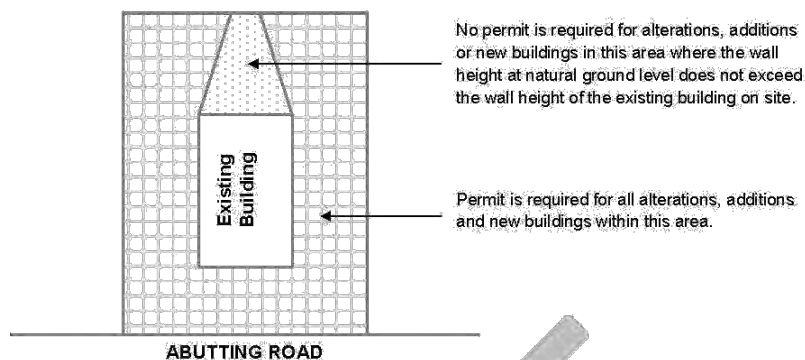 No permit is required for alterations, additions
or new buildings in this area where the wall
height at natural ground level does not exceed
the wall height of the existing building on site.
Existing
Building
Permit is required for all alterations, additions
and new buildings within this area.
ABUTTING ROAD